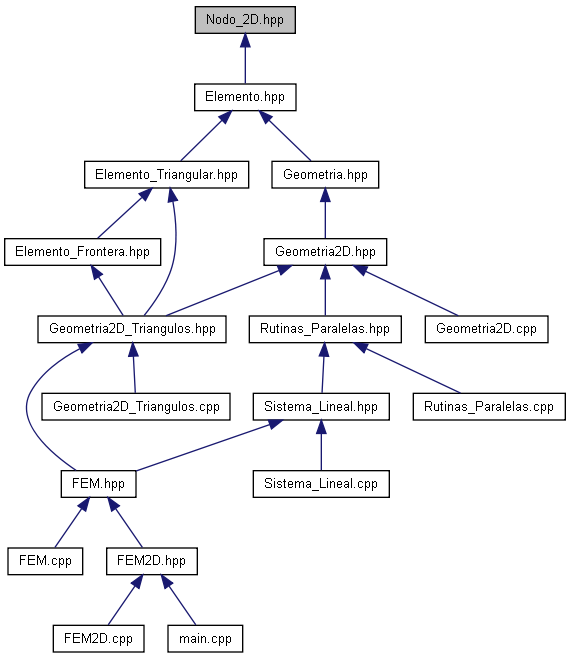 Nodo_2D.hpp
Elemento.hpp
Elemento_Triangular.hpp
Geometria.hpp
Elemento_Frontera.hpp
Geometria2D.hpp
Geometria2D_Triangulos.hpp
Rutinas_Paralelas.hpp
Geometria2D.cpp
Geometria2D_Triangulos.cpp
Sistema_Lineal.hpp
Rutinas_Paralelas.cpp
FEM.hpp
Sistema_Lineal.cpp
FEM.cpp
FEM2D.hpp
FEM2D.cpp
main.cpp